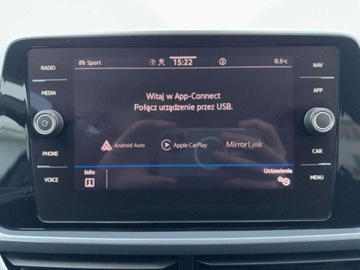 Sport 15:22 0.5°C
RADIO NAV
MEDIA APP
Witaj w App-Connect
Połącz urządzenie przez USB.
Android Auto Apple CarPlay MirrorLink
PHONE CAR
Info Ustawienia
VOICE MENU